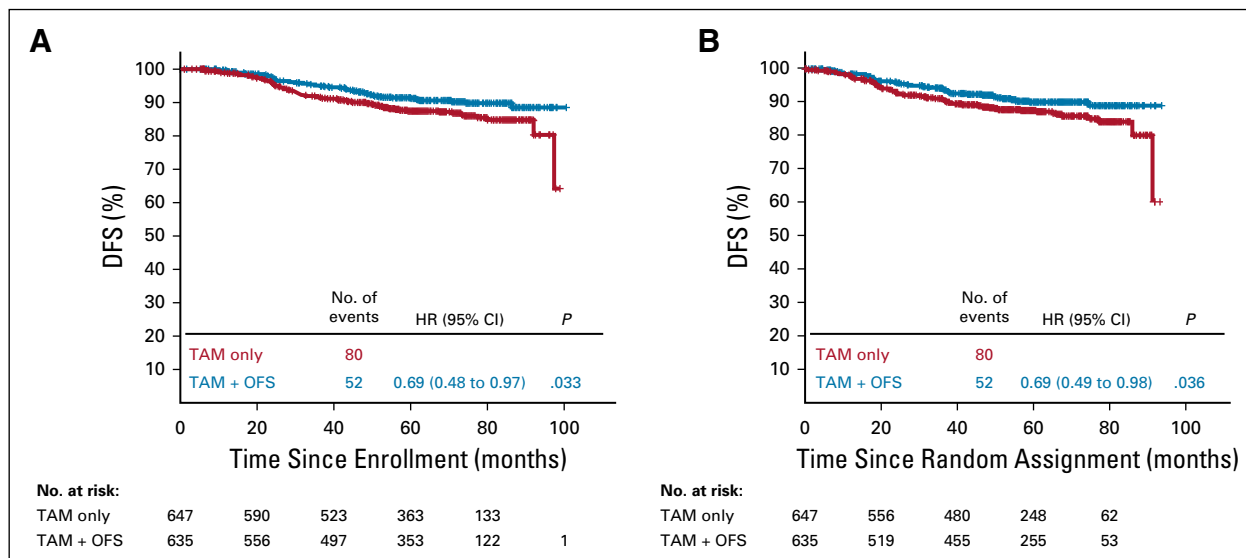 A
100
90
80
70
60
50
40
30
20
10
DFS (%)
No. of
events HR (95% CI) P
TAM only 80
TAM + OFS 52 0.69 (0.48 to 0.97) .033
0 20 40 60 80 100
Time Since Enrollment (months)
No. at risk:
TAM only 647 590 523 363 133
TAM + OFS 635 556 497 353 122 1
B
100
90
80
70
60
50
40
30
20
10
DFS (%)
No. of
events HR (95% CI) P
TAM only 80
TAM + OFS 52 0.69 (0.49 to 0.98) .036
0 20 40 60 80 100
Time Since Random Assignment (months)
No. at risk:
TAM only 647 556 480 248 62
TAM + OFS 635 519 455 255 53